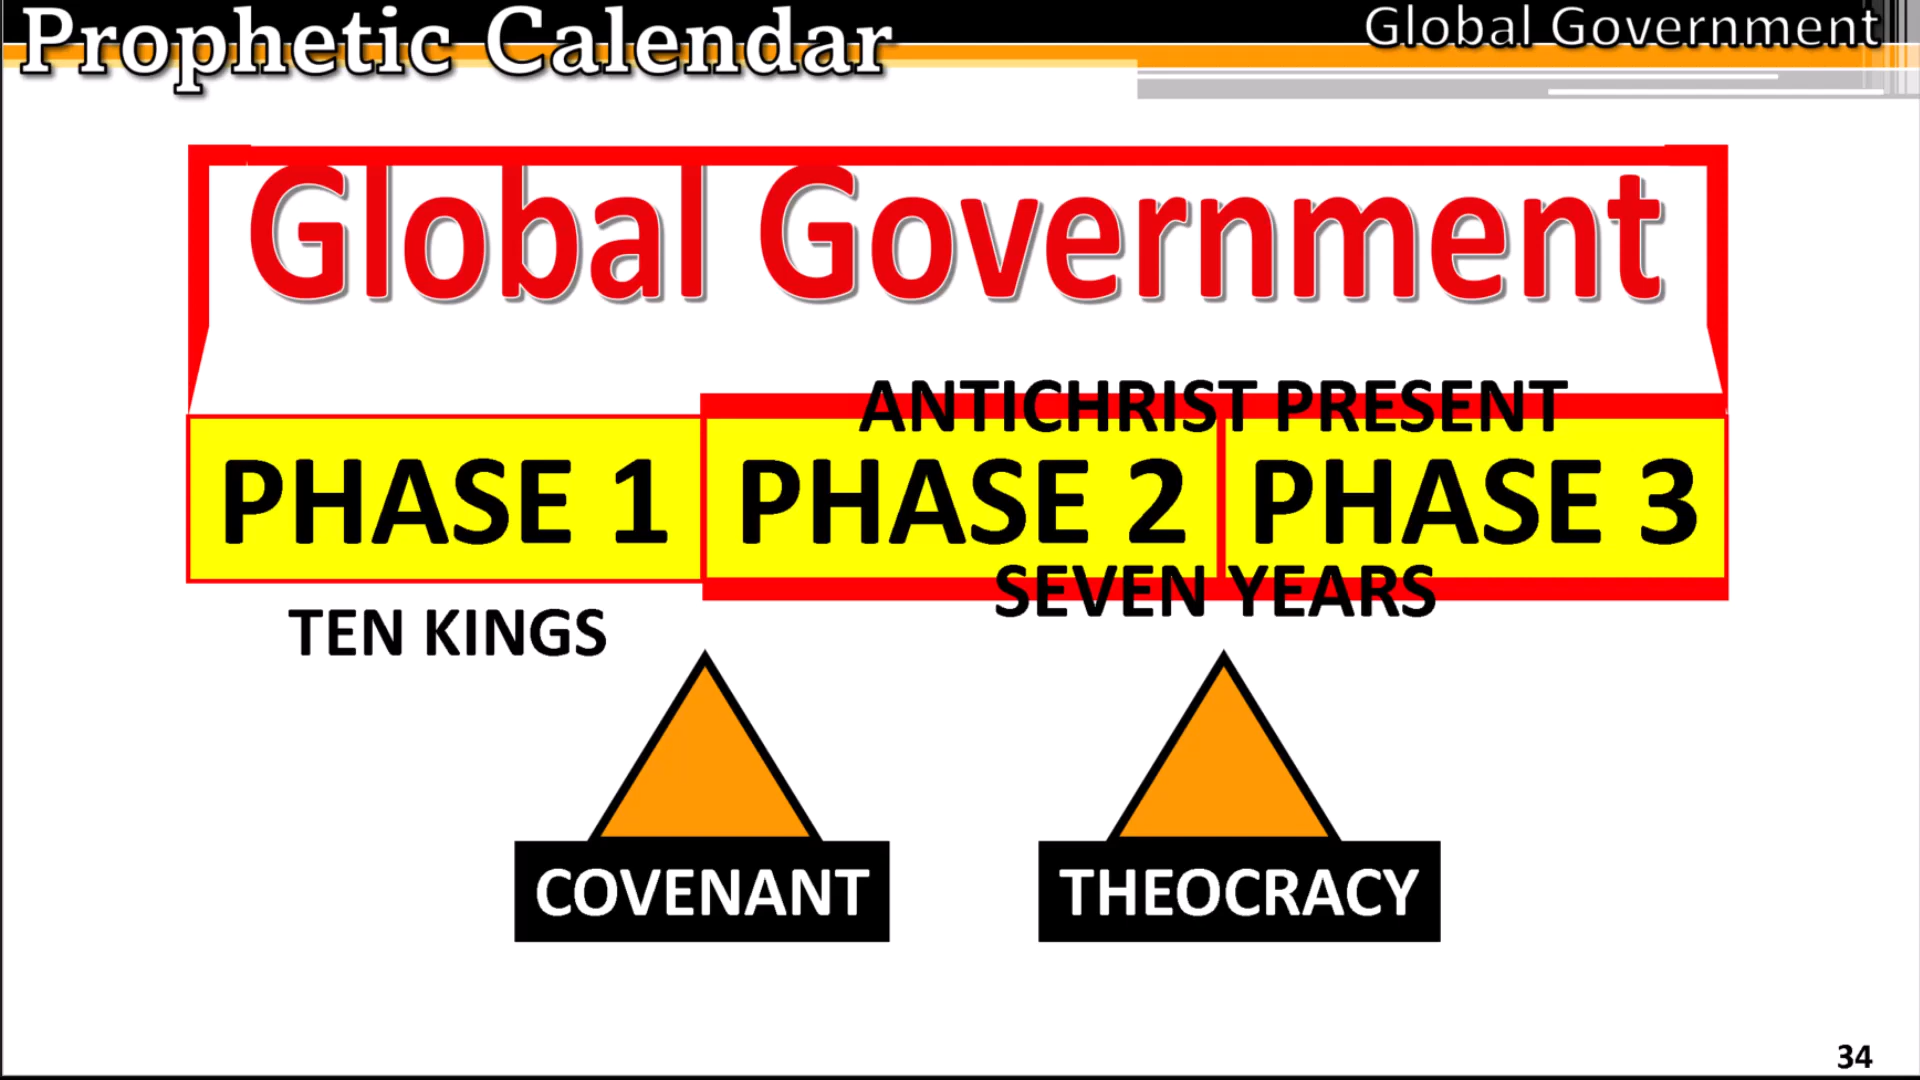 Prophetic Calendar
Global Government
Global Government
ANTICHRIST PRESENT
PHASE 1
PHASE 2
PHASE 3
SEVEN YEARS
TEN KINGS
COVENANT
THEOCRACY
34